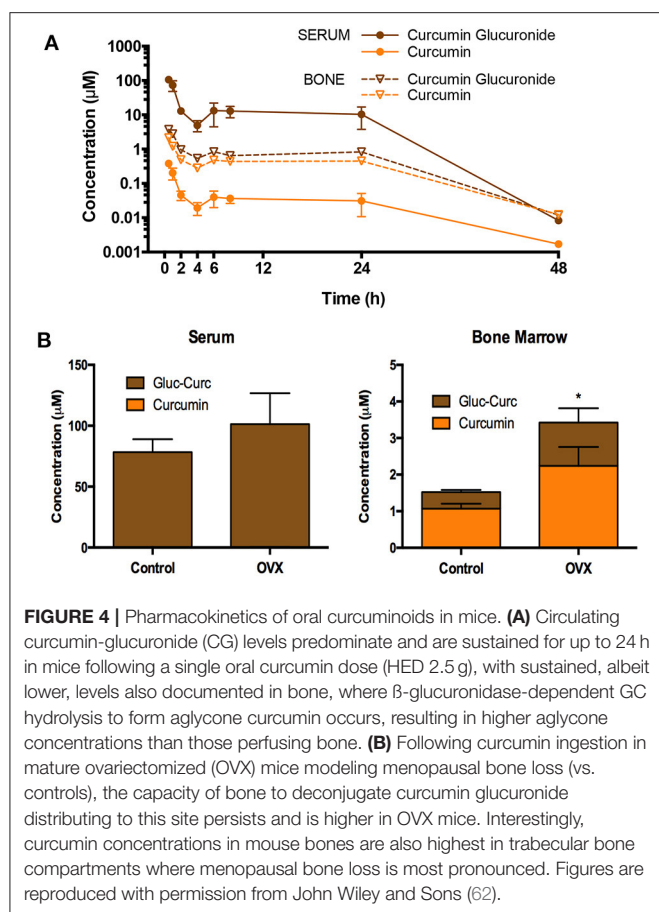 A
SERUM
Curcumin Glucuronide
Curcumin
BONE
Curcumin Glucuronide
Curcumin
Concentration (μM)
1000
100
10
1
0.1
0.01
0.001
0 2 4 6 12 24 48
Time (h)
B
Serum
Concentration (μM)
150
100
50
0
Gluc-Curc
Curcumin
Control OVX
Bone Marrow
Concentration (μM)
5
4
3
2
1
0
Gluc-Curc
Curcumin
*
Control OVX
FIGURE 4 | Pharmacokinetics of oral curcuminoids in mice. (A) Circulating
curcumin-glucuronide (CG) levels predominate and are sustained for up to 24 h
in mice following a single oral curcumin dose (HED 2.5 g), with sustained, albeit
lower, levels also documented in bone, where ß-glucuronidase-dependent GC
hydrolysis to form aglycone curcumin occurs, resulting in higher aglycone
concentrations than those perfusing bone. (B) Following curcumin ingestion in
mature ovariectomized (OVX) mice modeling menopausal bone loss (vs.
controls), the capacity of bone to deconjugate curcumin glucuronide
distributing to this site persists and is higher in OVX mice. Interestingly,
curcumin concentrations in mouse bones are also highest in trabecular bone
compartments where menopausal bone loss is most pronounced. Figures are
reproduced with permission from John Wiley and Sons (62).